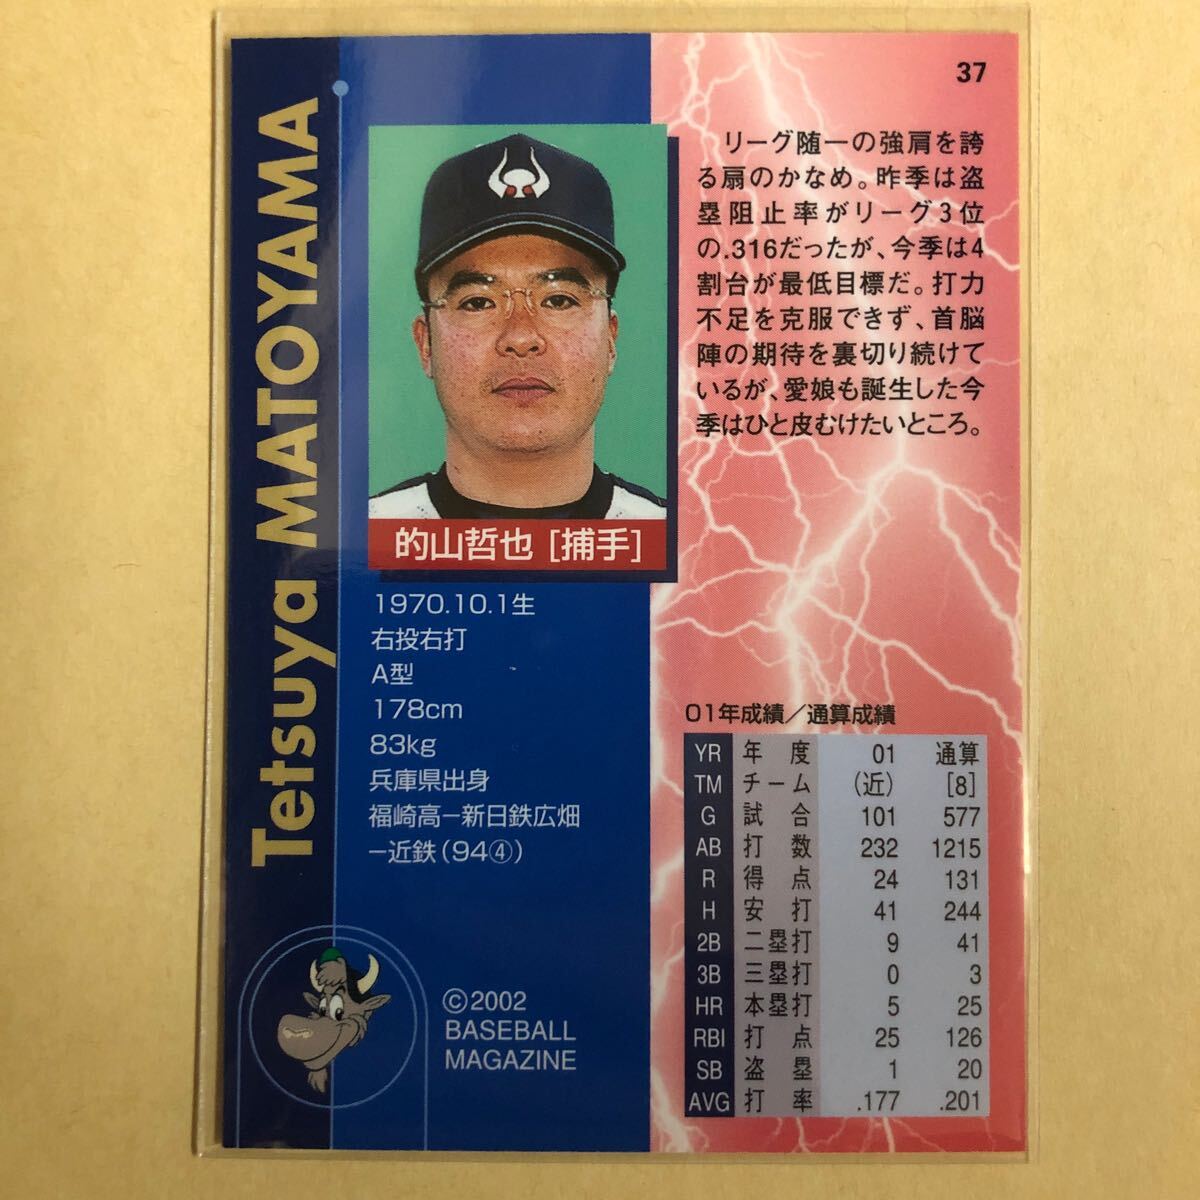 37
Tetsuya MATOYAMA
リーグ随一の強肩を誇
る扇のかなめ。昨季は盗
塁阻止率がリーグ3位
の.316だったが、今季は4
割台が最低目標だ。打力
不足を克服できず、首脳
陣の期待を裏切り続けて
いるが、愛娘も誕生した今
季はひと皮むけたいところ。
的山哲也 [捕手]
1970.10.1生
右投右打
A型
178cm
83kg
兵庫県出身
福崎高−新日鉄広畑
−近鉄(94④)
©2002
BASEBALL
MAGAZINE
01年成績/通算成績
YR 年度 01 通算
TM チーム (近) [8]
G 試合 101 577
AB 打数 232 1215
R 得点 24 131
H 安打 41 244
2B 二塁打 9 41
3B 三塁打 0 3
HR 本塁打 5 25
RBI 打点 25 126
SB 盗塁 1 20
AVG 打率 .177 .201